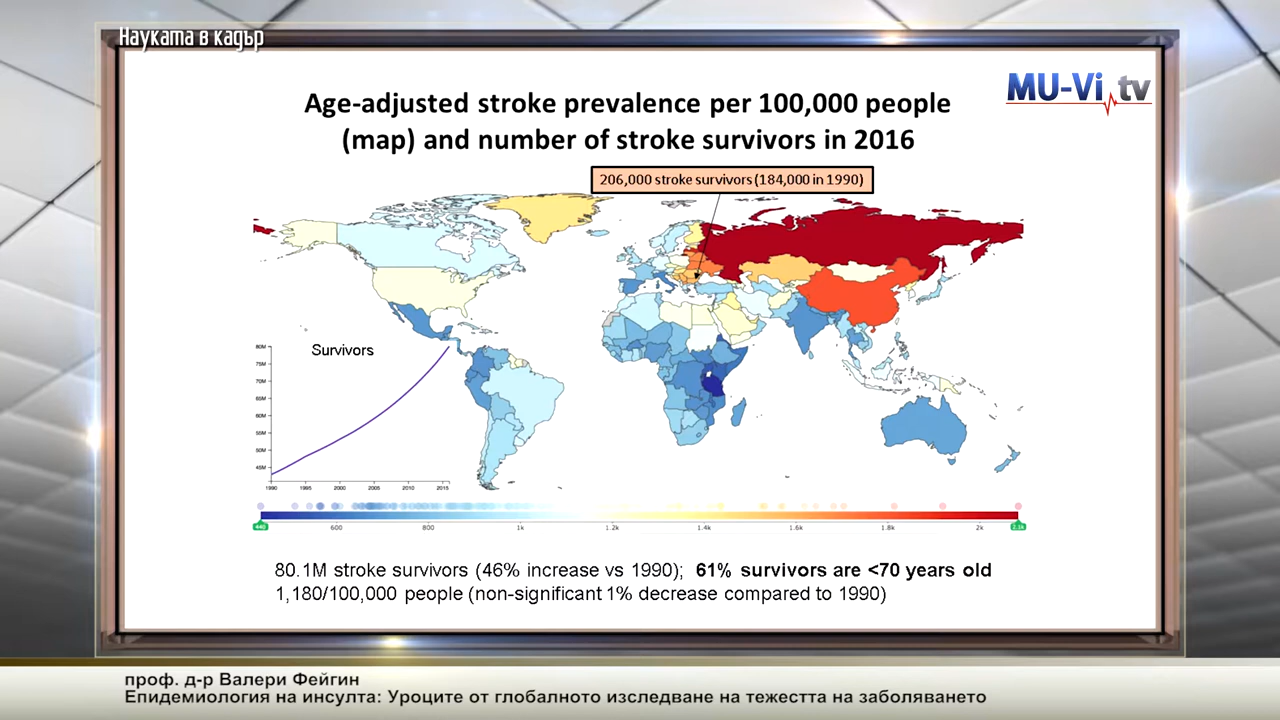 Науката в кадър
MU-Vi.tv
Age-adjusted stroke prevalence per 100,000 people
(map) and number of stroke survivors in 2016
206,000 stroke survivors (184,000 in 1990)
Survivors
80M
75M
70M
65M
60M
55M
50M
45M
1990 1995 2000 2005 2010 2015
440 600 800 1k 1.2k 1.4k 1.6k 1.8k 2k 2.1k
80.1M stroke survivors (46% increase vs 1990); 61% survivors are <70 years old
1,180/100,000 people (non-significant 1% decrease compared to 1990)
проф. д-р Валери Фейгин
Епидемиология на инсулта: Уроците от глобалното изследване на тежестта на заболяването